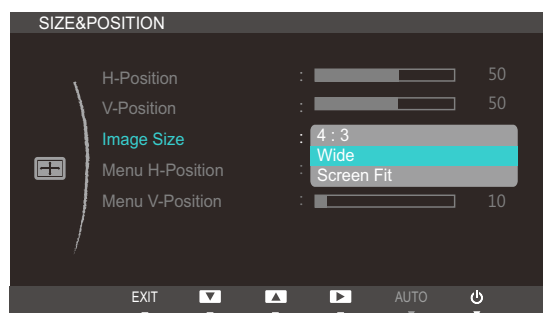 SIZE&POSITION
H-Position : 50
V-Position : 50
Image Size : 4 : 3
Wide
Screen Fit
Menu H-Position :
Menu V-Position : 10
EXIT AUTO